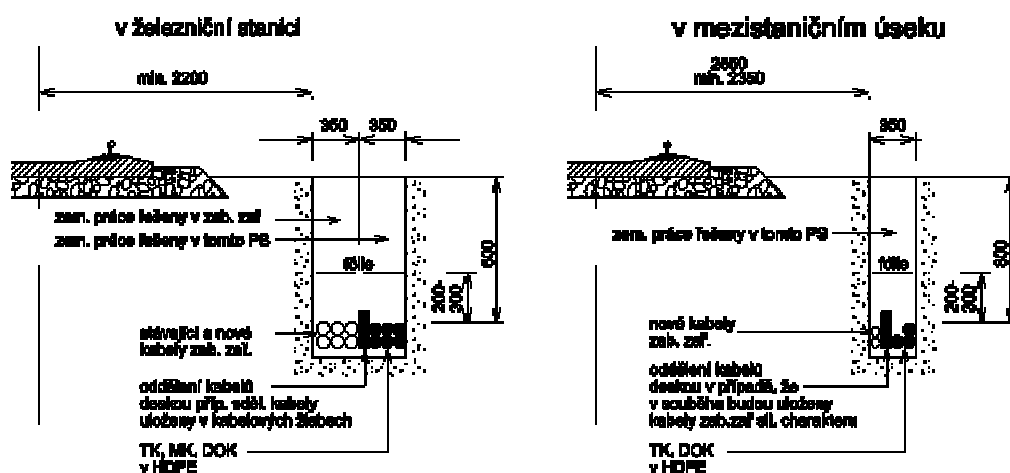 v železniční stanici
min. 2200
350 350
zem. práce řešeny v zab. zař
zem. práce řešeny v tomto PS
fólie
600
200-
300
stávající a nové
kabely zab. zař.
oddělení kabelů
deskou příp. sděl. kabely
uloženy v kabelových žlabech
TK, MK, DOK
v HDPE
v mezistaničním úseku
2650
min. 2350
350
zem. práce řešeny v tomto PS
fólie
800
200-
300
nové kabely
zab. zař.
oddělení kabelů
deskou v případě, že
v souběhu budou uloženy
kabely zab.zař sil. charakteru
TK, DOK
v HDPE